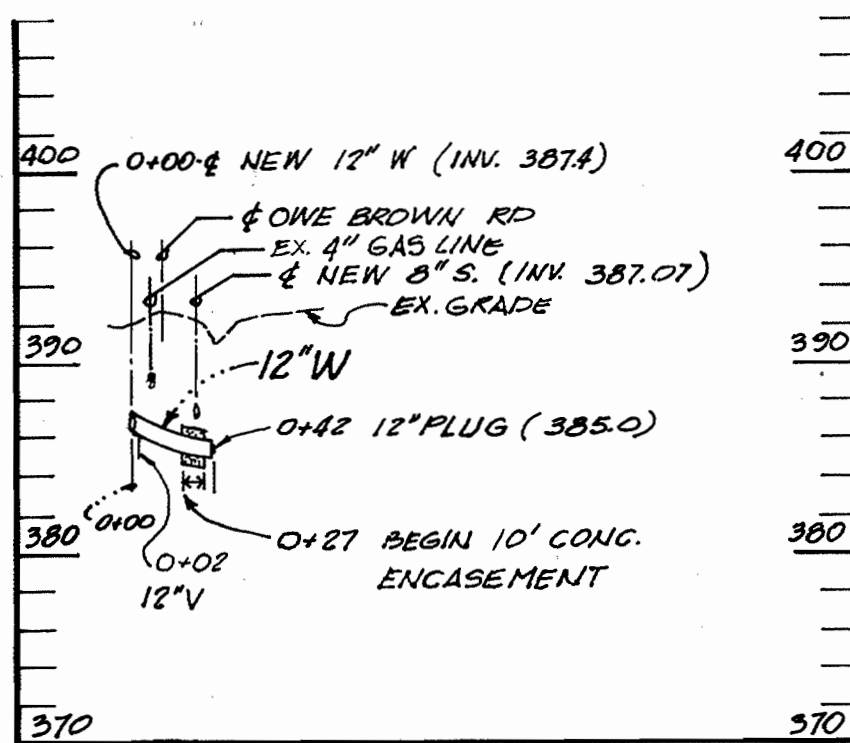 400 0+00-℄ NEW 12" W (INV. 387.4) 400
℄ OWE BROWN RD
EX. 4" GAS LINE
℄ NEW 8" S. (INV. 387.07)
EX. GRADE
390 390
12" W
0+42 12" PLUG (385.0)
0+00
380 0+27 BEGIN 10' CONC. 380
0+02
ENCASEMENT
12" V
370 370